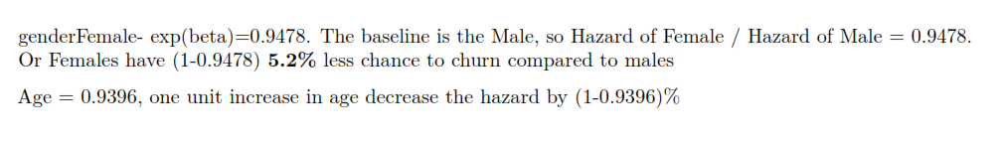 genderFemale- exp(beta)=0.9478. The baseline is the Male, so Hazard of Female / Hazard of Male = 0.9478.
Or Females have (1-0.9478) 5.2% less chance to churn compared to males
Age = 0.9396, one unit increase in age decrease the hazard by (1-0.9396)%